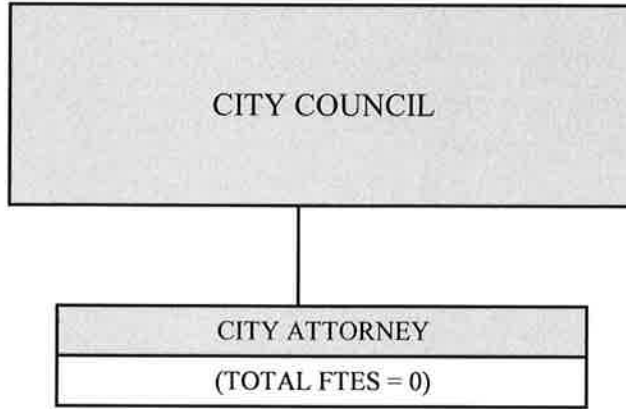 CITY COUNCIL
CITY ATTORNEY
(TOTAL FTES = 0)